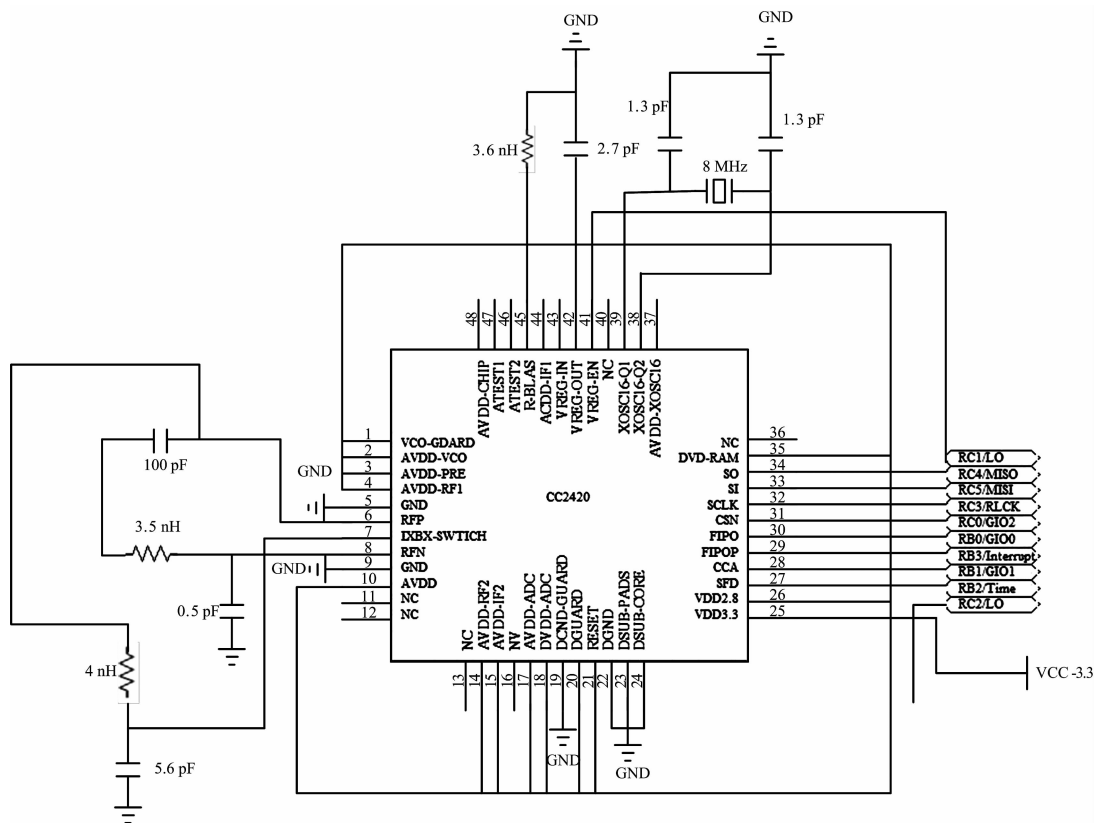 GND
GND
1.3 pF
1.3 pF
3.6 nH
2.7 pF
8 MHz
48
47
46
45
44
43
42
41
40
39
38
37
AVDD-CHIP
ATEST1
ATEST2
R-BLAS
ACDD-IF1
VREG-IN
VREG-OUT
VREG-EN
NC
XOSC16-Q1
XOSC16-Q2
AVDD-XOSC16
1 VCO-GDARD
2 AVDD-VCO
3 AVDD-PRE
4 AVDD-RF1
5 GND
6 RFP
7 IXBX-SWTICH
8 RFN
9 GND
10 AVDD
11 NC
12 NC
100 pF
GND
3.5 nH
GND
0.5 pF
4 nH
5.6 pF
CC2420
NC 36
DVD-RAM 35
SO 34
SI 33
SCLK 32
CSN 31
FIPO 30
FIPOP 29
CCA 28
SFD 27
VDD2.8 26
VDD3.3 25
RC1/LO
RC4/MISO
RC5/MISI
RC3/RLCK
RC0/GIO2
RB0/GIO0
RB3/Interrupt
RB1/GIO1
RB2/Time
RC2/LO
VCC -3.3
NC
AVDD-RF2
AVDD-IF2
NV
AVDD-ADC
DVDD-ADC
DCND-GUARD
DGUARD
RESET
DGND
DSUB-PADS
DSUB-CORE
13
14
15
16
17
18
19
20
21
22
23
24
GND
GND